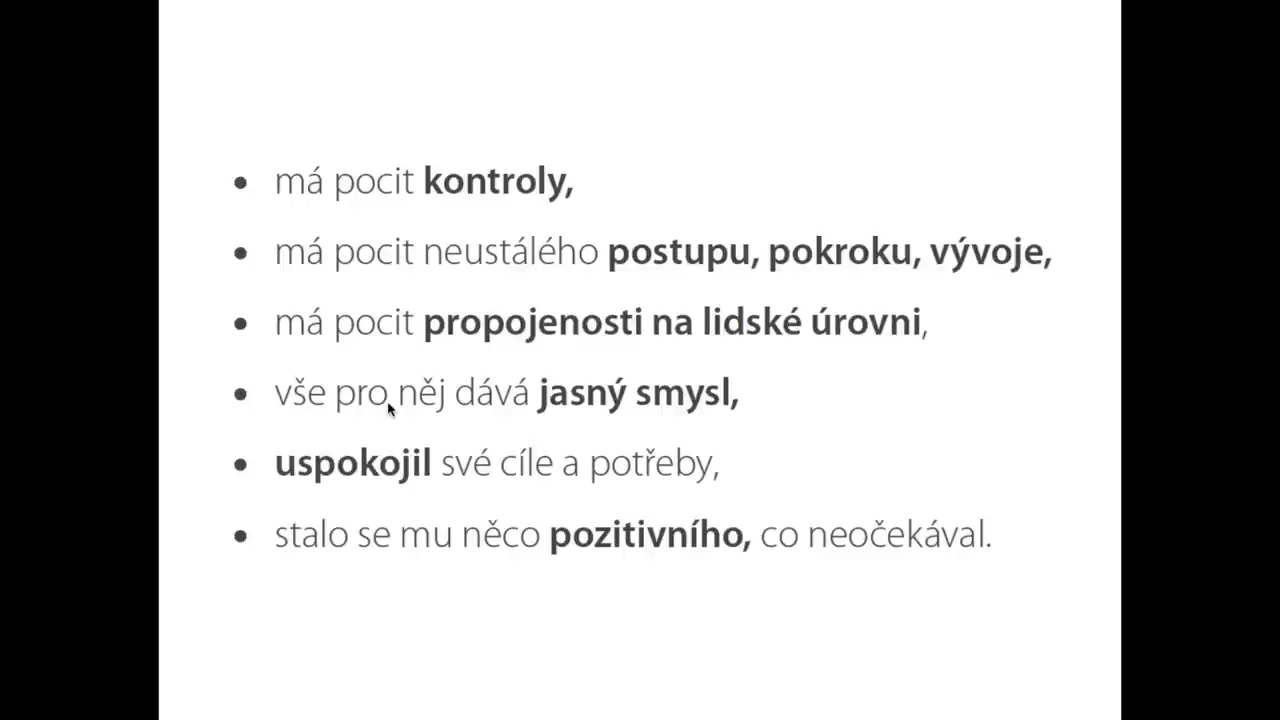 • má pocit kontroly,
• má pocit neustálého postupu, pokroku, vývoje,
• má pocit propojenosti na lidské úrovni,
• vše pro něj dává jasný smysl,
• uspokojil své cíle a potřeby,
• stalo se mu něco pozitivního, co neočekával.